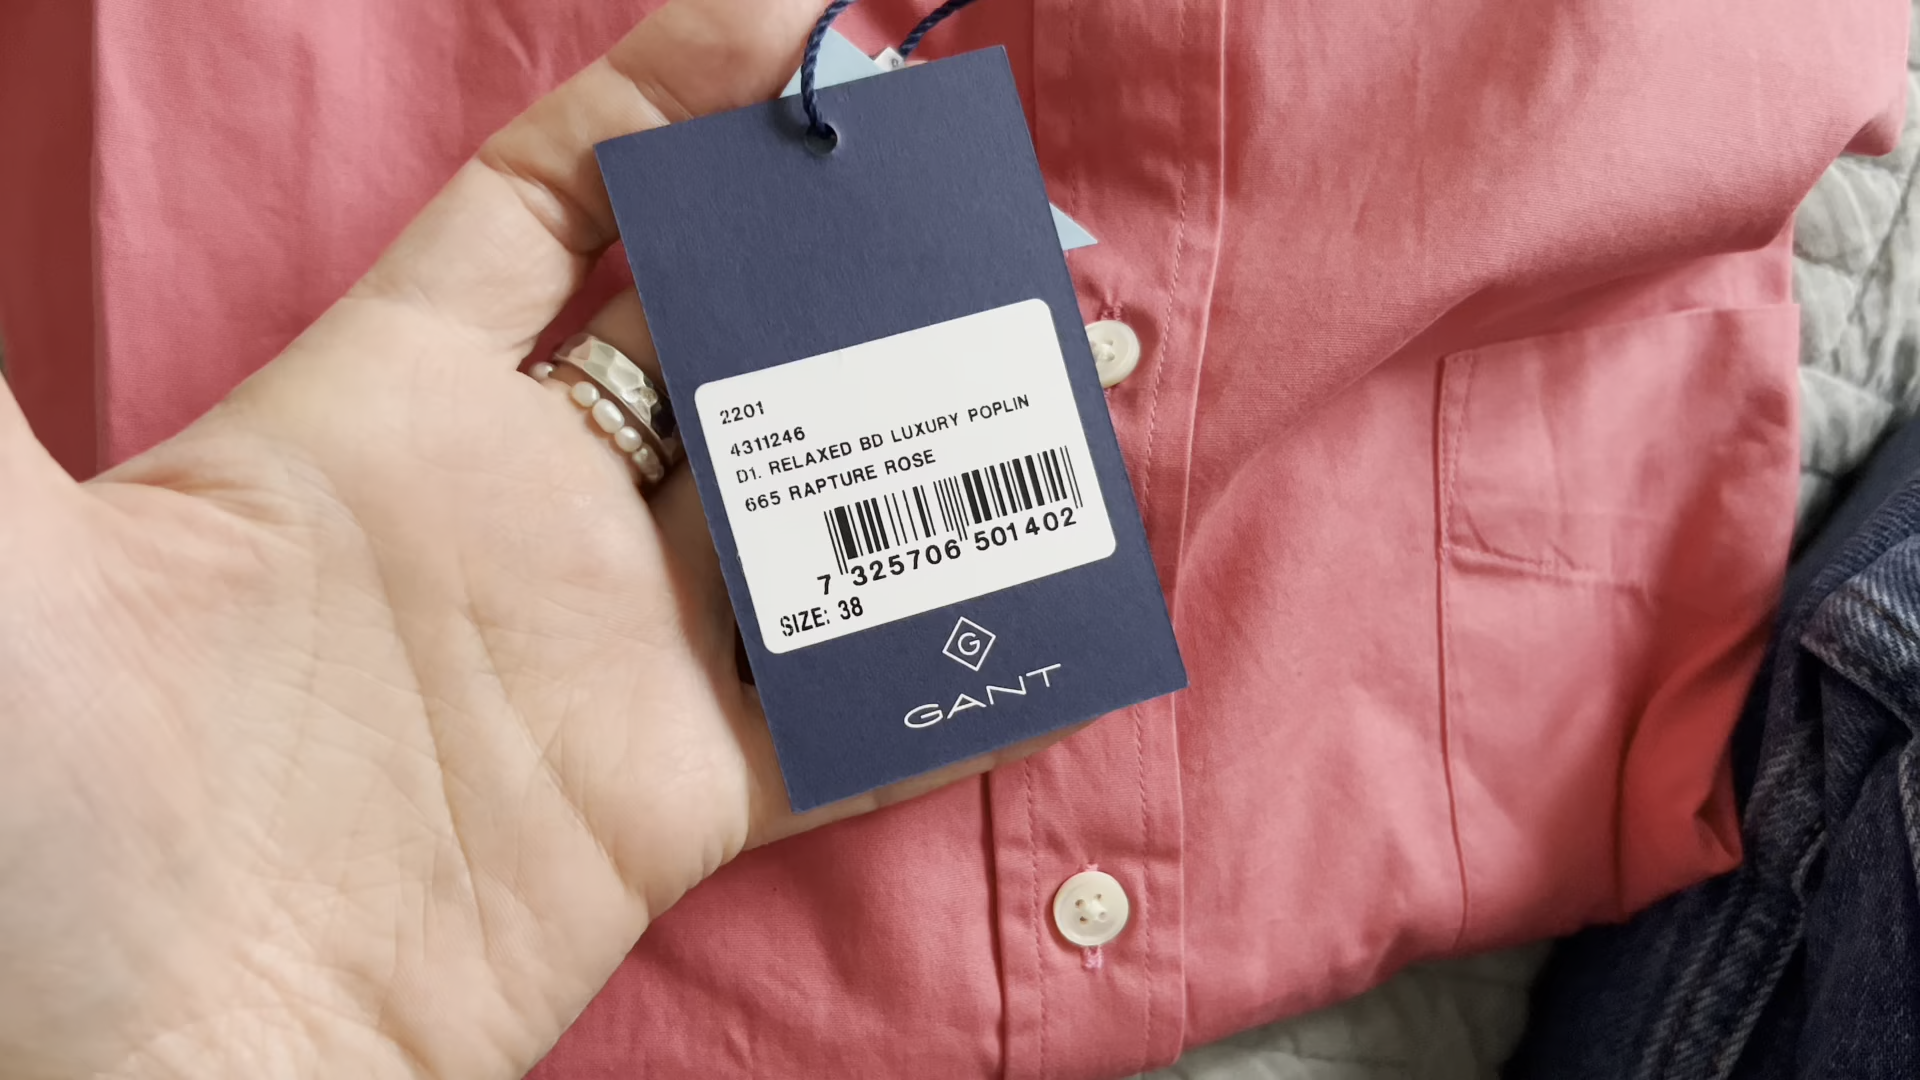 2201
4311246
D1. RELAXED BD LUXURY POPLIN
665 RAPTURE ROSE
7 325706 501402
SIZE: 38
G
GANT